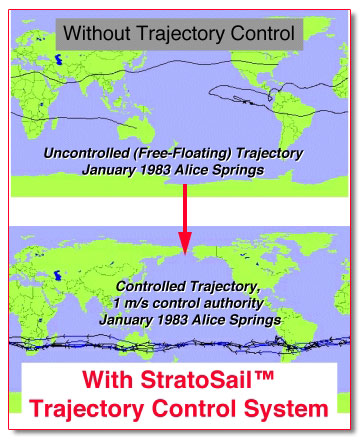 Without Trajectory Control
Uncontrolled (Free-Floating) Trajectory
January 1983 Alice Springs
Controlled Trajectory,
1 m/s control authority
January 1983 Alice Springs
With StratoSail™
Trajectory Control System